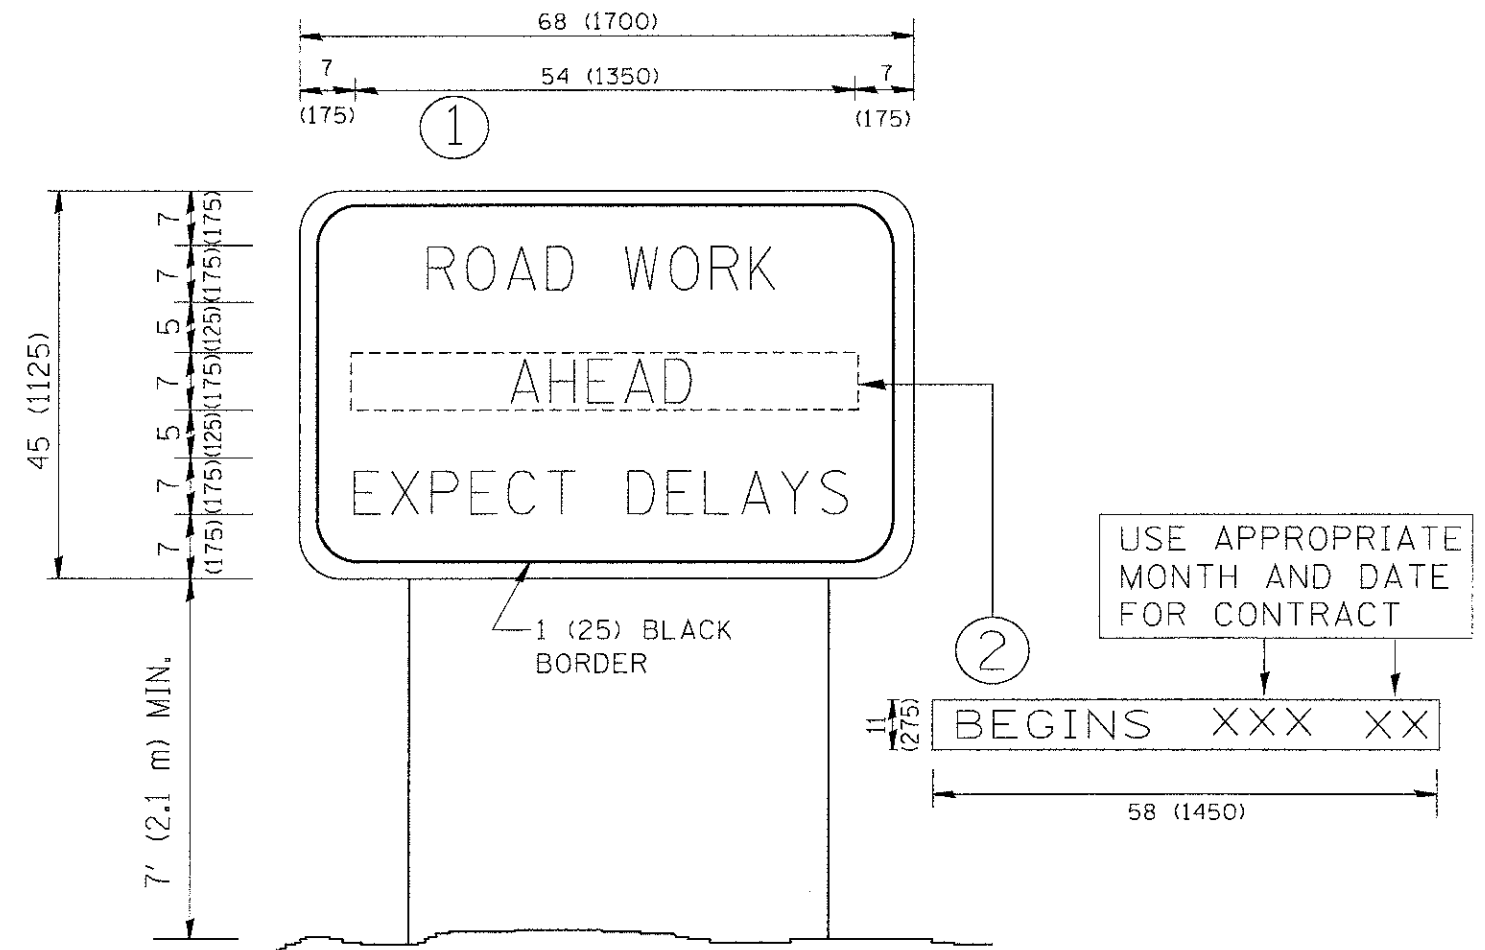 68 (1700)
7
54 (1350)
7
(175)
(175)
1
45 (1125)
7 (175)
7 (175)
5 (125)
7 (175)
5 (125)
7 (175)
7 (175)
ROAD WORK
AHEAD
EXPECT DELAYS
1 (25) BLACK
BORDER
7' (2.1 m) MIN.
2
USE APPROPRIATE
MONTH AND DATE
FOR CONTRACT
11
(275)
BEGINS XXX XX
58 (1450)